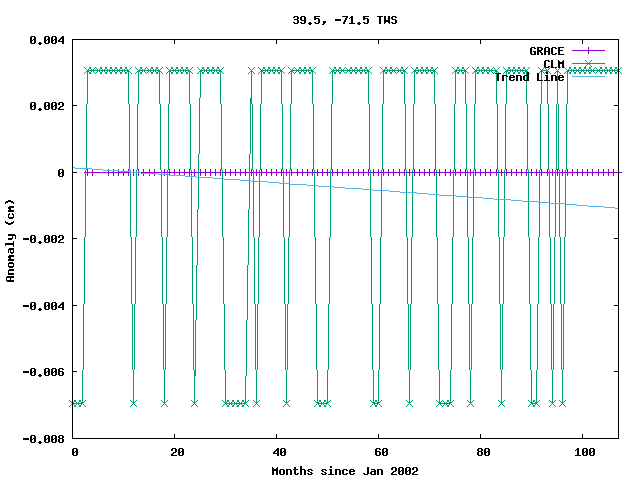 39.5, -71.5 TWS
GRACE
CLM
Trend Line
0.004
0.002
0
-0.002
-0.004
-0.006
-0.008
Anomaly (cm)
0 20 40 60 80 100
Months since Jan 2002